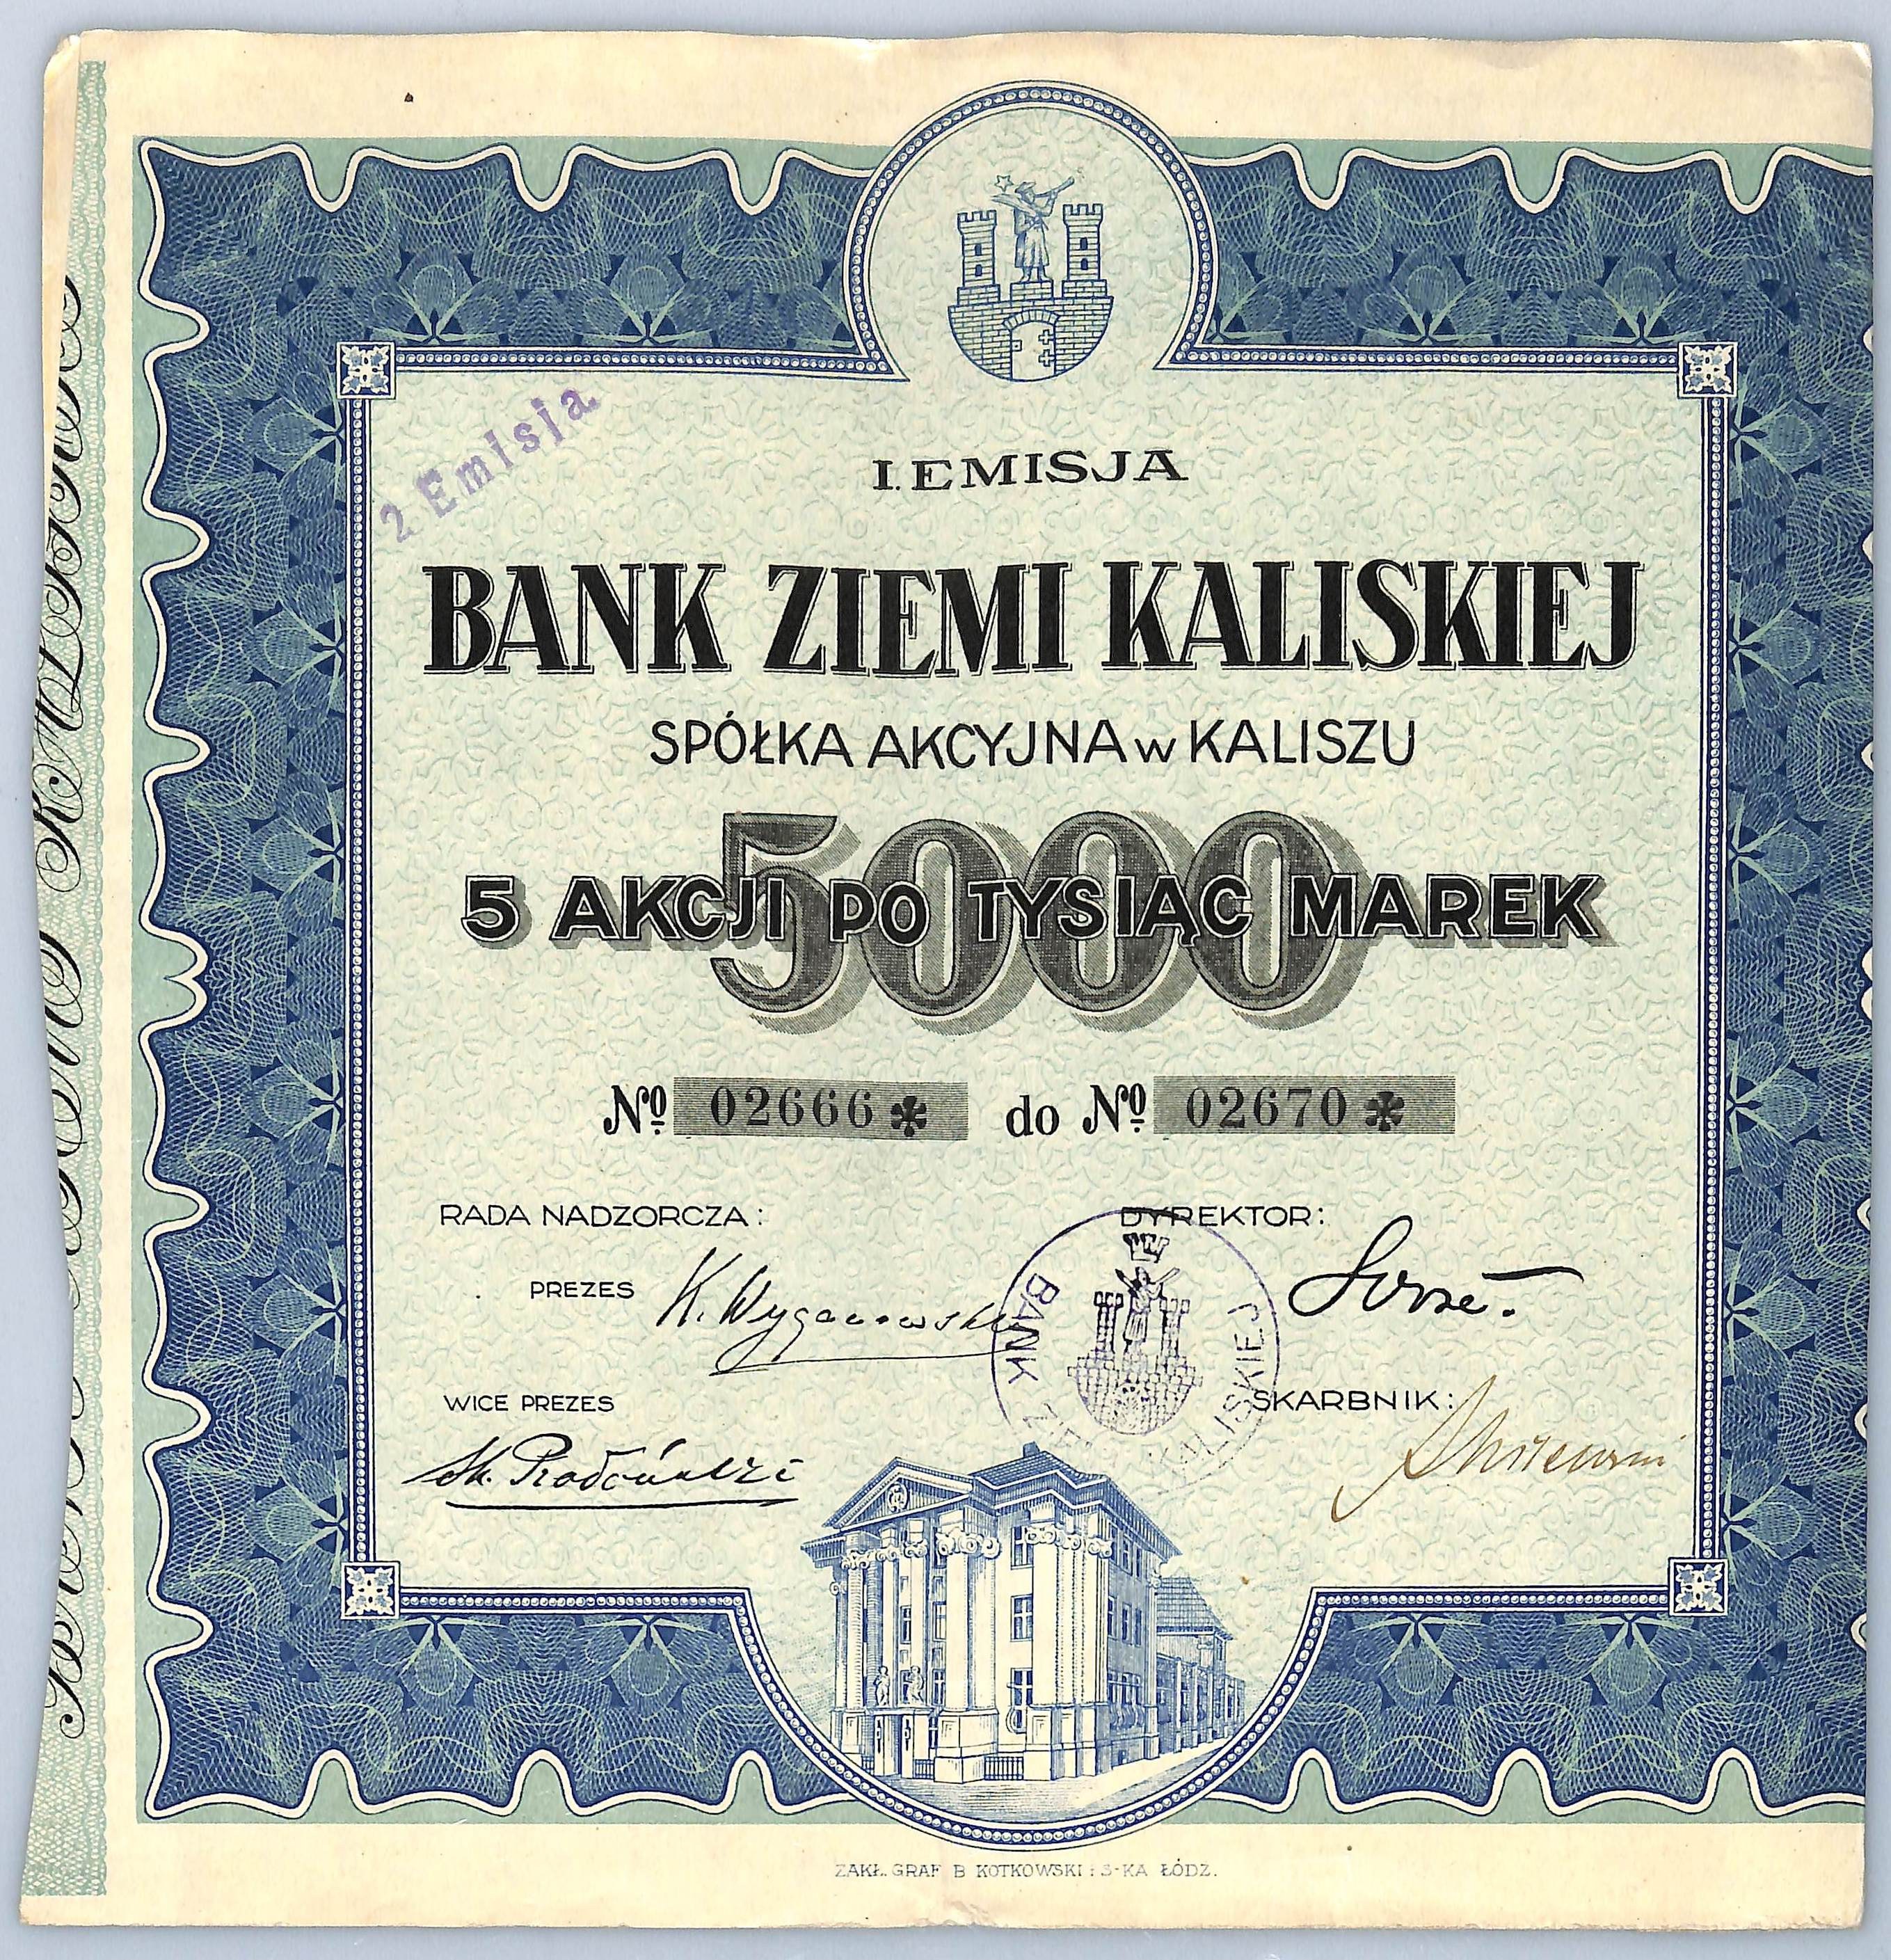 2 Emisja
I. EMISJA
BANK ZIEMI KALISKIEJ
SPÓŁKA AKCYJNA w KALISZU
5000
5 AKCJI PO TYSIĄC MAREK
Nº 02666* do Nº 02670*
RADA NADZORCZA: DYREKTOR:
PREZES K. Wyganowski
BANK ZIEMI KALISKIEJ
WICE PREZES SKARBNIK:
ZAKŁ. GRAF B KOTKOWSKI i S-KA ŁÓDŹ.